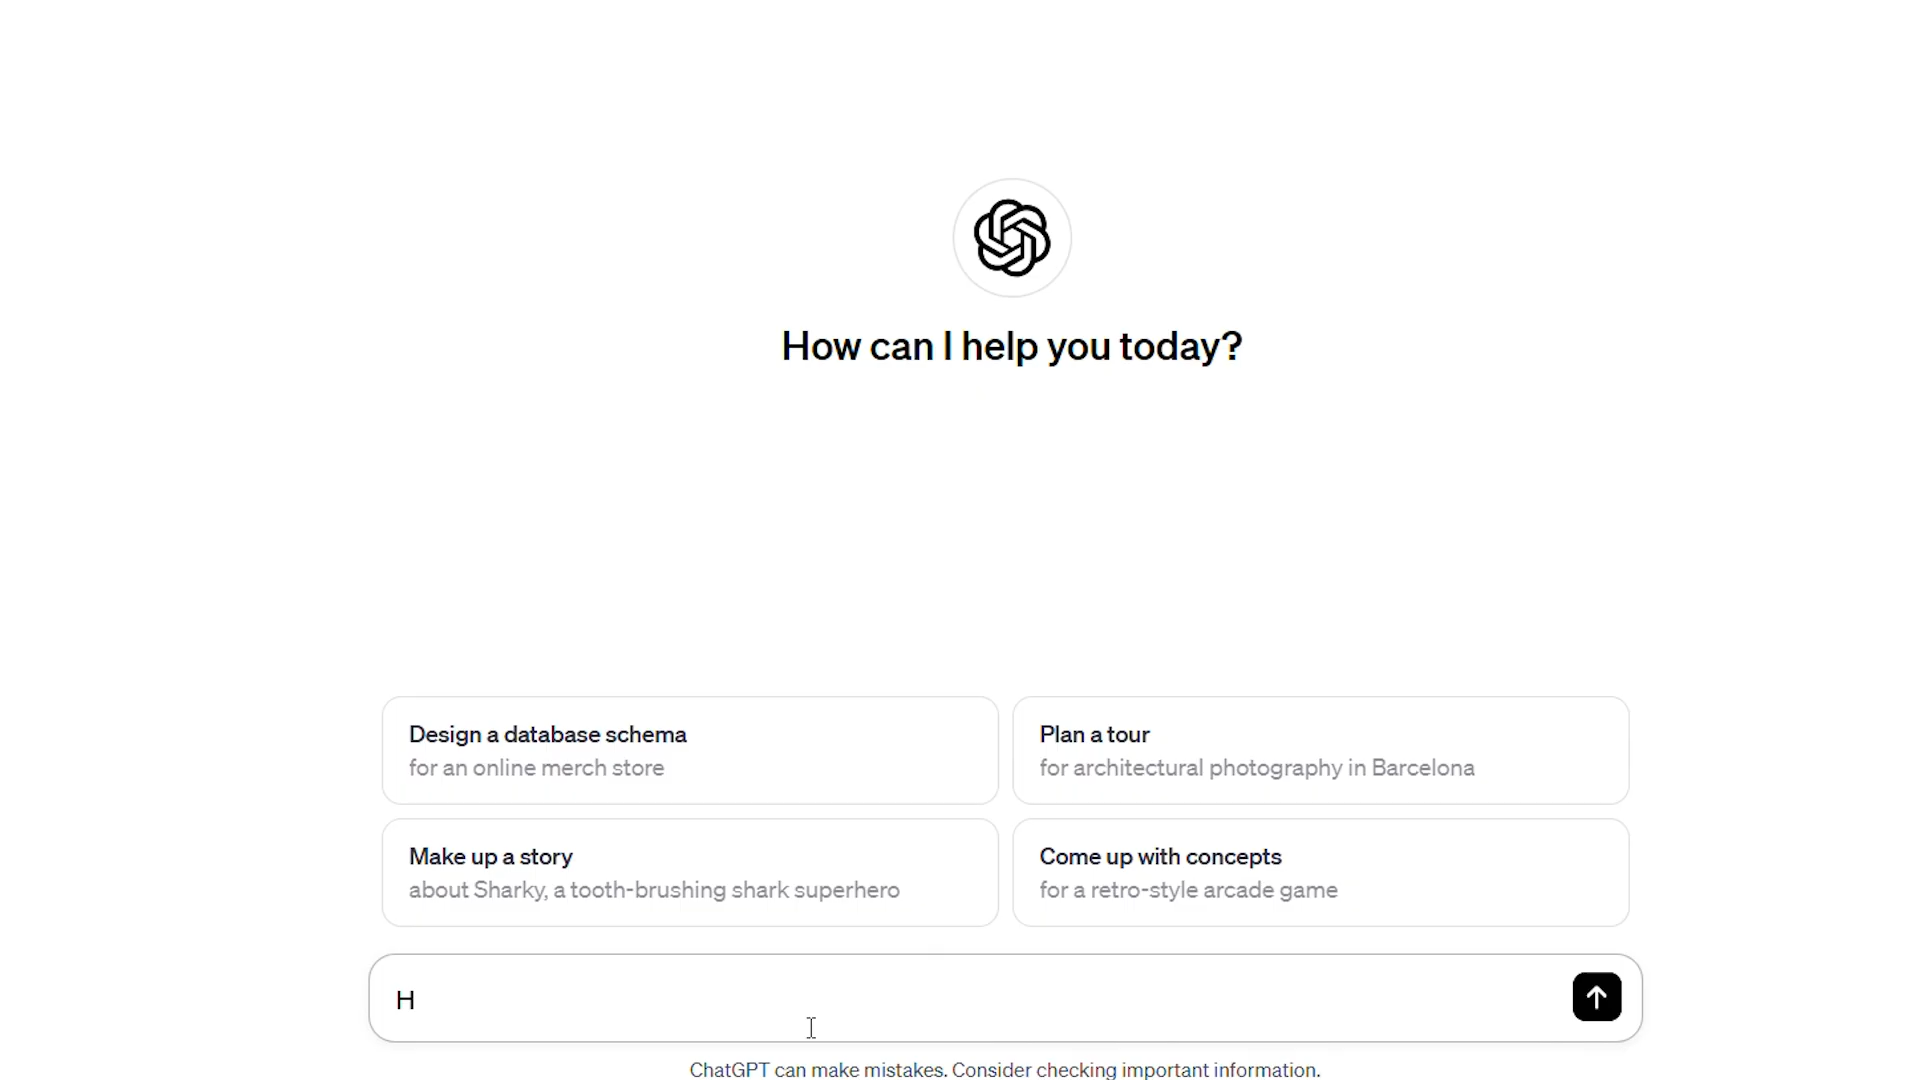 How can I help you today?
Design a database schema
for an online merch store
Plan a tour
for architectural photography in Barcelona
Make up a story
about Sharky, a tooth-brushing shark superhero
Come up with concepts
for a retro-style arcade game
H
ChatGPT can make mistakes. Consider checking important information.